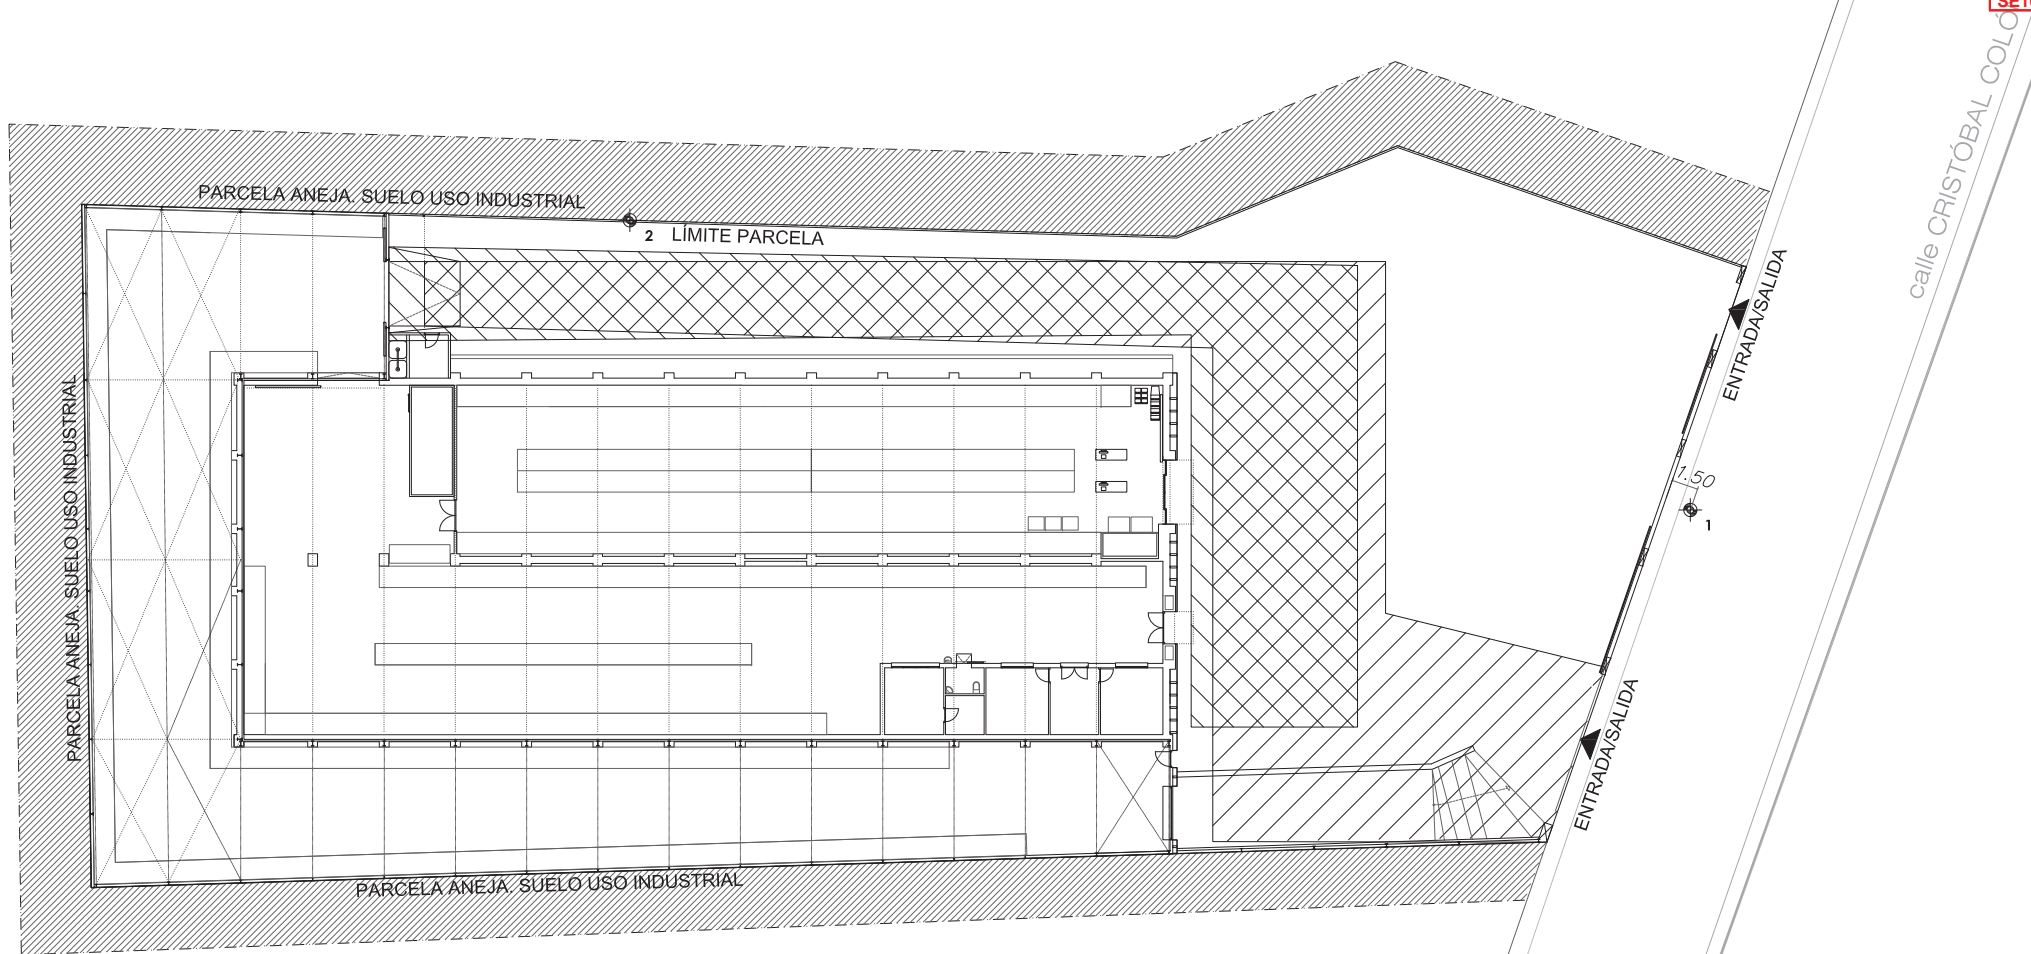 calle CRISTÓBAL COLÓ
PARCELA ANEJA. SUELO USO INDUSTRIAL
2 LÍMITE PARCELA
ENTRADA/SALIDA
PARCELA ANEJA. SUELO USO INDUSTRIAL
1.50
1
ENTRADA/SALIDA
PARCELA ANEJA. SUELO USO INDUSTRIAL